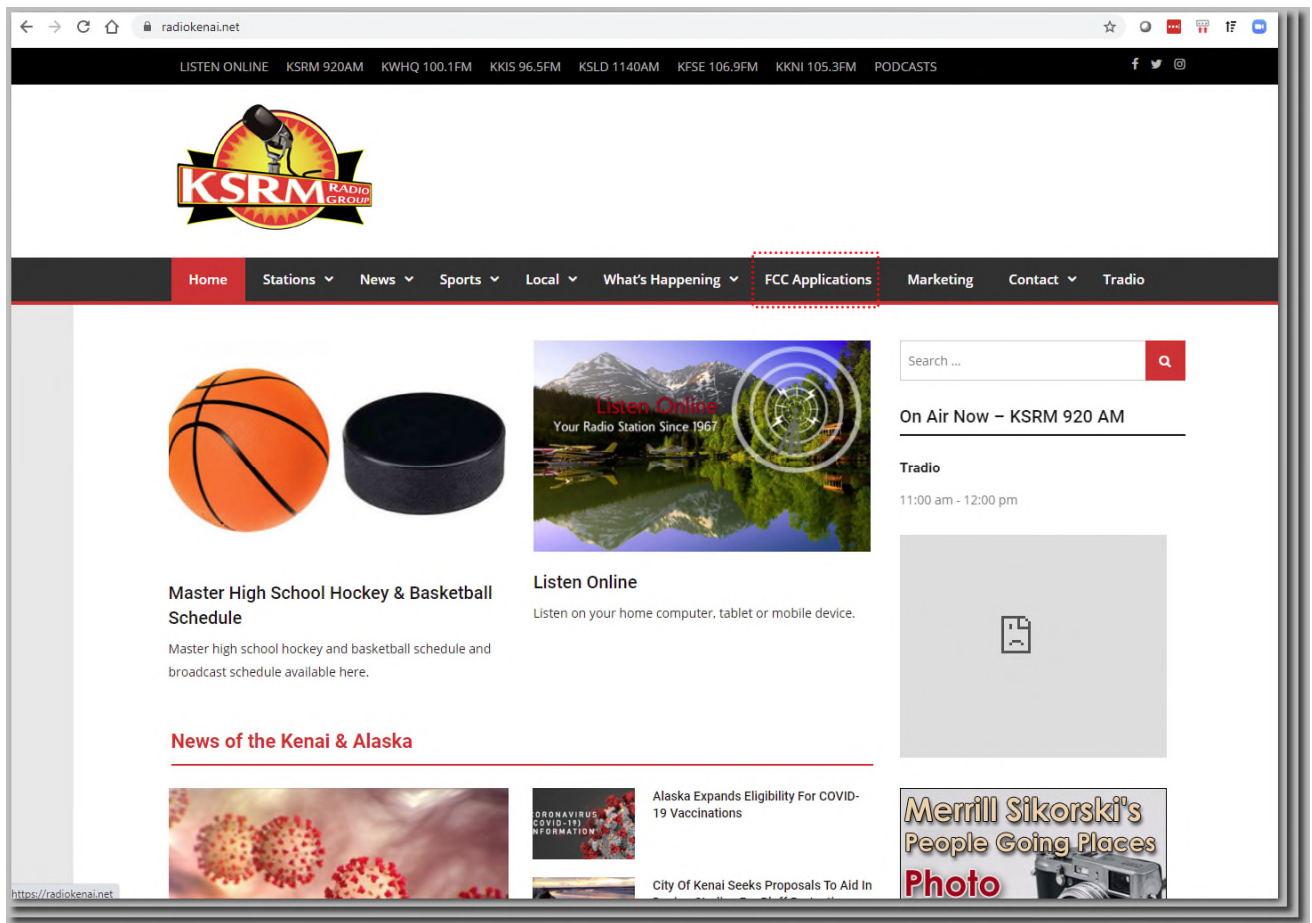 radiokenai.net
LISTEN ONLINE KSRM 920AM KWHQ 100.1FM KKIS 96.5FM KSLD 1140AM KFSE 106.9FM KKNI 105.3FM PODCASTS
KSRM RADIO
GROUP
Home Stations News Sports Local What's Happening FCC Applications Marketing Contact Tradio
Search ...
On Air Now – KSRM 920 AM
Tradio
11:00 am - 12:00 pm
Listen Online
Your Radio Station Since 1967
Master High School Hockey & Basketball
Schedule
Master high school hockey and basketball schedule and
broadcast schedule available here.
Listen Online
Listen on your home computer, tablet or mobile device.
News of the Kenai & Alaska
CORONAVIRUS
(COVID-19)
INFORMATION
Alaska Expands Eligibility For COVID-
19 Vaccinations
City Of Kenai Seeks Proposals To Aid In
Merrill Sikorski's
People Going Places
Photo
https://radiokenai.net